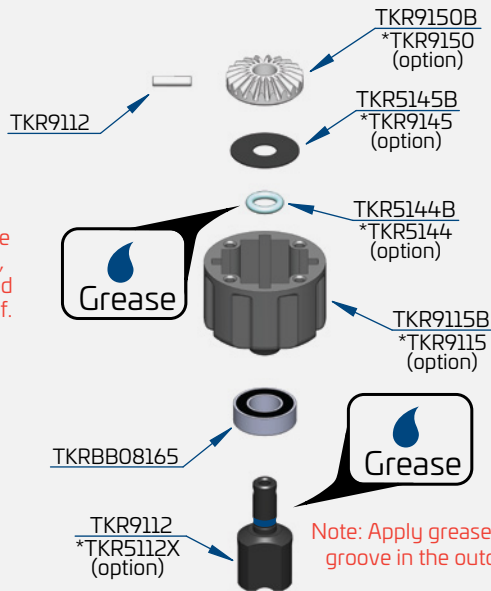 TKR9150B
*TKR9150
(option)
TKR9112
TKR5145B
*TKR9145
(option)
TKR5144B
*TKR5144
(option)
Grease
f.
TKR9115B
*TKR9115
(option)
TKRBB08165
Grease
TKR9112
*TKR5112X
(option)
Note: Apply grease
groove in the